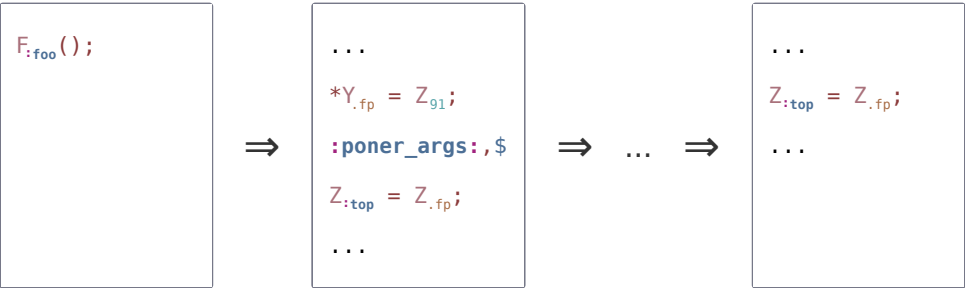 F:foo();
⇒
...
*Y.fp = Z91;
:poner_args:,$
Z:top = Z.fp;
...
⇒ ... ⇒
...
Z:top = Z.fp;
...